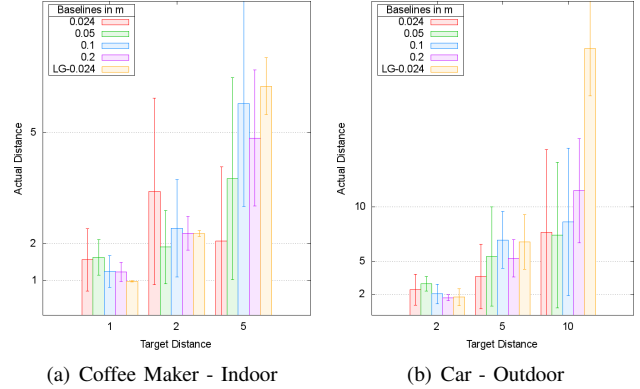 Baselines in m
0.024
0.05
0.1
0.2
LG-0.024
Actual Distance
5
2
1
1
2
5
Target Distance
(a) Coffee Maker - Indoor
Baselines in m
0.024
0.05
0.1
0.2
LG-0.024
Actual Distance
10
5
2
2
5
10
Target Distance
(b) Car - Outdoor